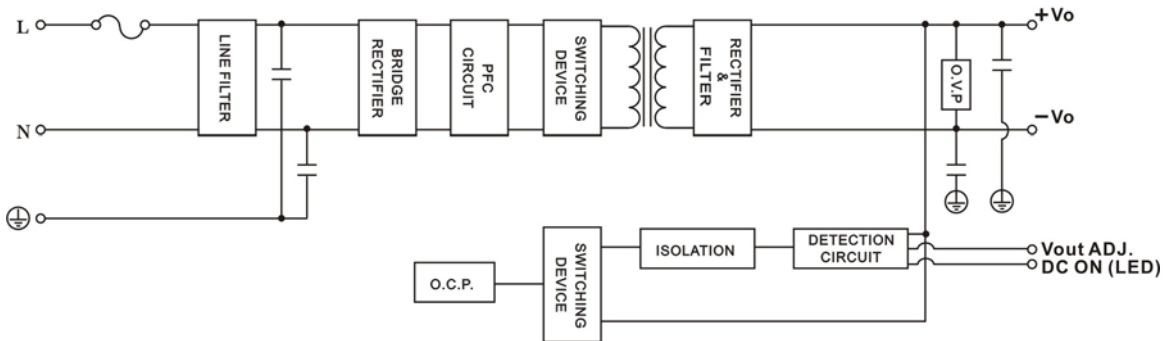 L
+Vo
LINE FILTER
BRIDGE
RECTIFIER
PFC
CIRCUIT
SWITCHING
DEVICE
RECTIFIER
&
FILTER
O.V.P
N
−Vo
SWITCHING
DEVICE
ISOLATION
DETECTION
CIRCUIT
Vout ADJ.
DC ON (LED)
O.C.P.